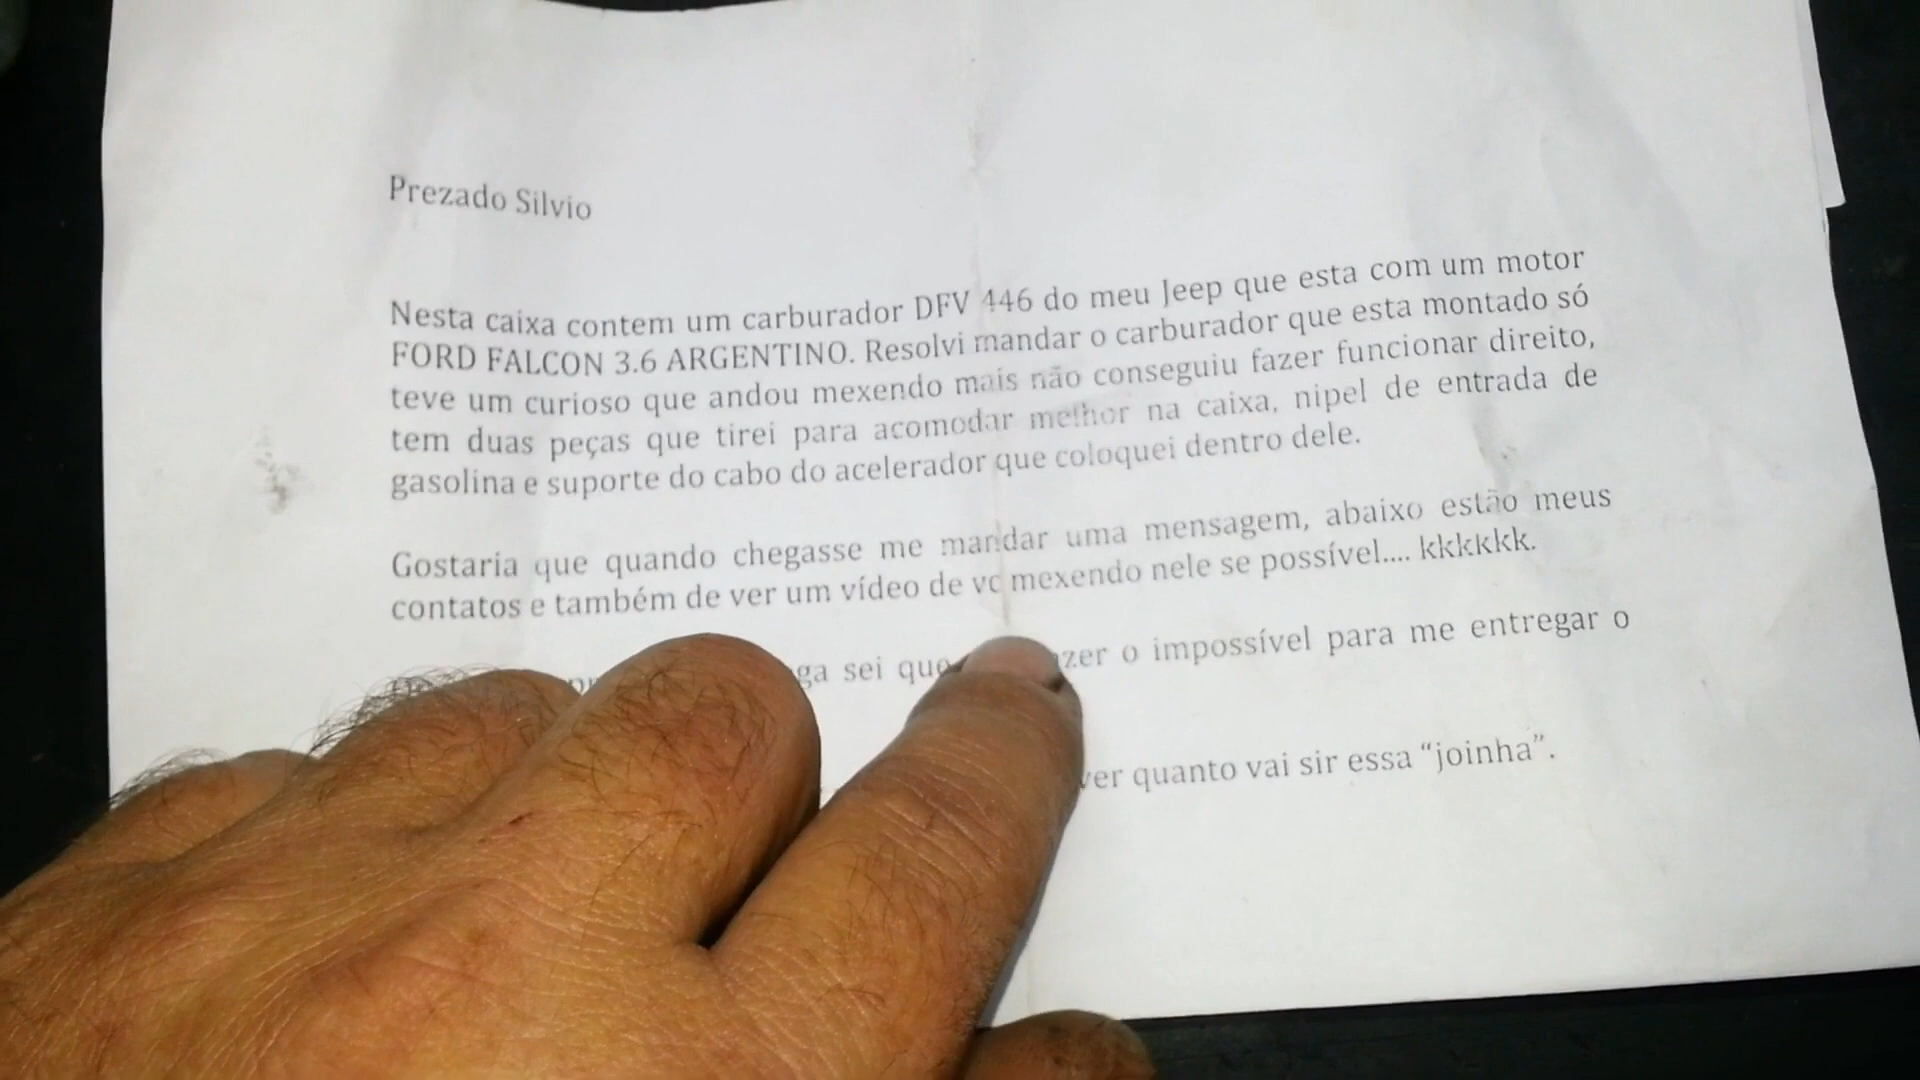 Prezado Silvio
Nesta caixa contem um carburador DFV 446 do meu Jeep que esta com um motor
FORD FALCON 3.6 ARGENTINO. Resolvi mandar o carburador que esta montado só
teve um curioso que andou mexendo mais não conseguiu fazer funcionar direito,
tem duas peças que tirei para acomodar melhor na caixa, nipel de entrada de
gasolina e suporte do cabo do acelerador que coloquei dentro dele.
Gostaria que quando chegasse me mandar uma mensagem, abaixo estão meus
contatos e também de ver um vídeo de vc mexendo nele se possível.... kkkkkk.
sei que o impossível para me entregar o
ver quanto vai sir essa “joinha”.